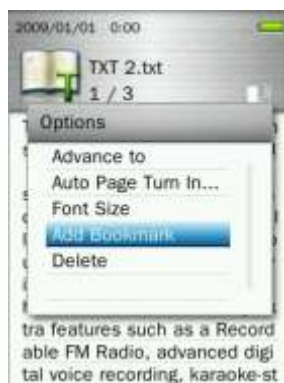 2009/01/01 0:00
TXT 2.txt
1 / 3
Options
Advance to
Auto Page Turn In...
Font Size
Add Bookmark
Delete
tra features such as a Record
able FM Radio, advanced digi
tal voice recording, karaoke-st